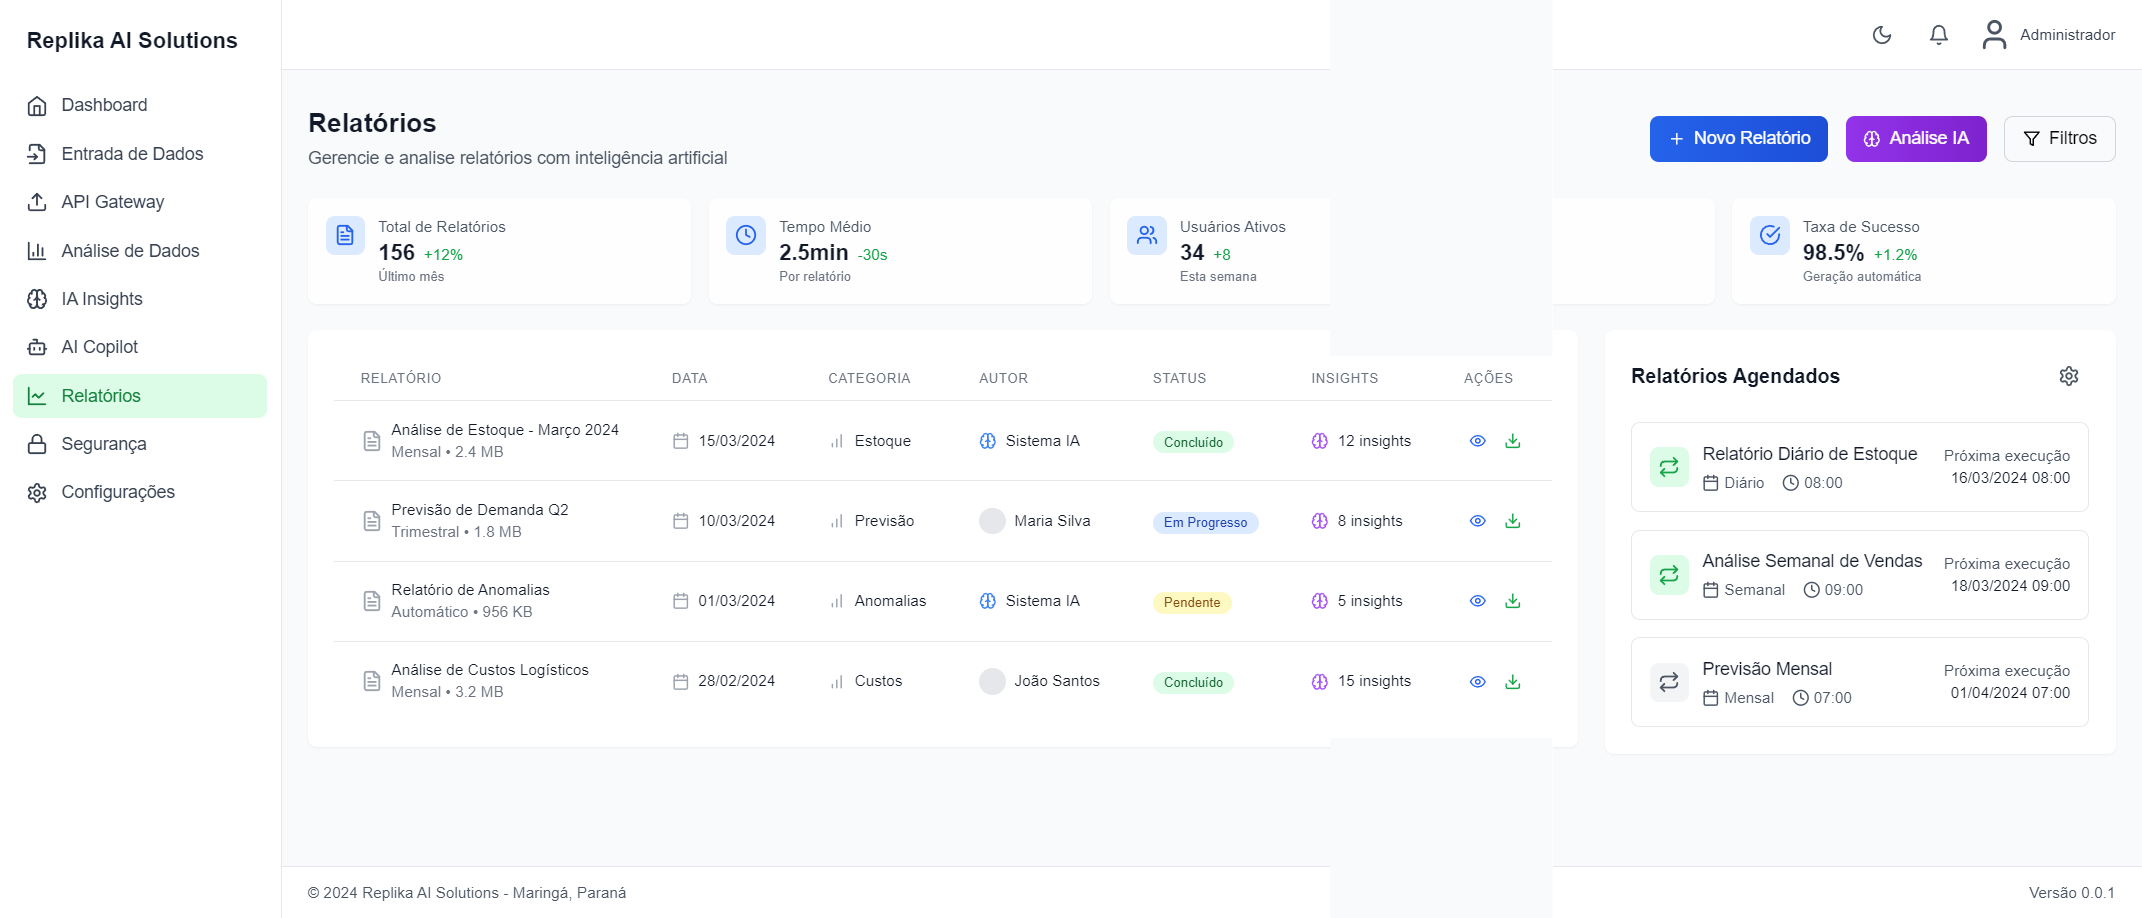 Replika AI Solutions
Administrador
Dashboard
Entrada de Dados
API Gateway
Análise de Dados
IA Insights
AI Copilot
Relatórios
Segurança
Configurações
Relatórios
Gerencie e analise relatórios com inteligência artificial
Novo Relatório
Análise IA
Filtros
Total de Relatórios
156 +12%
Último mês
Tempo Médio
2.5min -30s
Por relatório
Usuários Ativos
34 +8
Esta semana
Taxa de Sucesso
98.5% +1.2%
Geração automática
RELATÓRIO DATA CATEGORIA AUTOR STATUS INSIGHTS AÇÕES
Análise de Estoque - Março 2024
Mensal • 2.4 MB
15/03/2024 Estoque Sistema IA Concluído 12 insights
Previsão de Demanda Q2
Trimestral • 1.8 MB
10/03/2024 Previsão Maria Silva Em Progresso 8 insights
Relatório de Anomalias
Automático • 956 KB
01/03/2024 Anomalias Sistema IA Pendente 5 insights
Análise de Custos Logísticos
Mensal • 3.2 MB
28/02/2024 Custos João Santos Concluído 15 insights
Relatórios Agendados
Relatório Diário de Estoque
Diário 08:00
Próxima execução
16/03/2024 08:00
Análise Semanal de Vendas
Semanal 09:00
Próxima execução
18/03/2024 09:00
Previsão Mensal
Mensal 07:00
Próxima execução
01/04/2024 07:00
© 2024 Replika AI Solutions - Maringá, Paraná
Versão 0.0.1